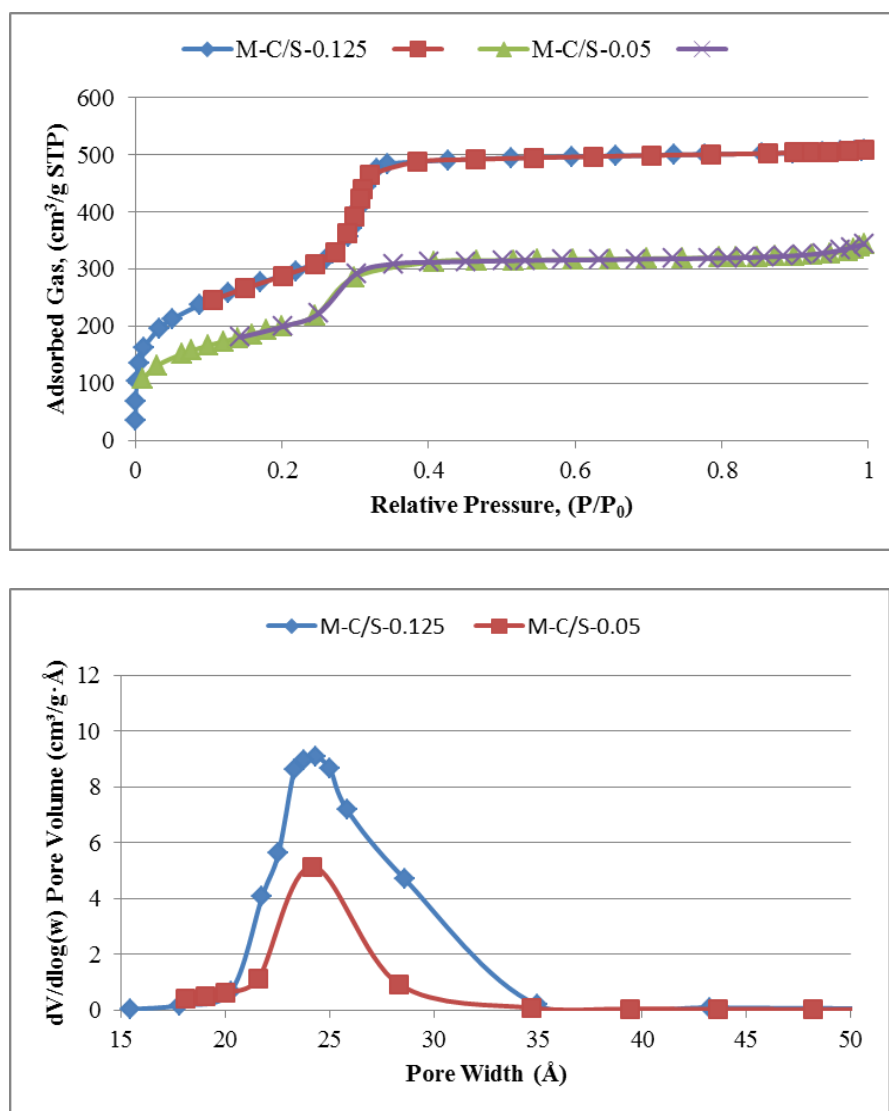 M-C/S-0.125 M-C/S-0.05
600
500
400
300
200
100
0
0 0.2 0.4 0.6 0.8 1
Adsorbed Gas, (cm³/g STP)
Relative Pressure, (P/P₀)
M-C/S-0.125 M-C/S-0.05
12
10
8
6
4
2
0
15 20 25 30 35 40 45 50
dV/dlog(w) Pore Volume (cm³/g·Å)
Pore Width (Å)